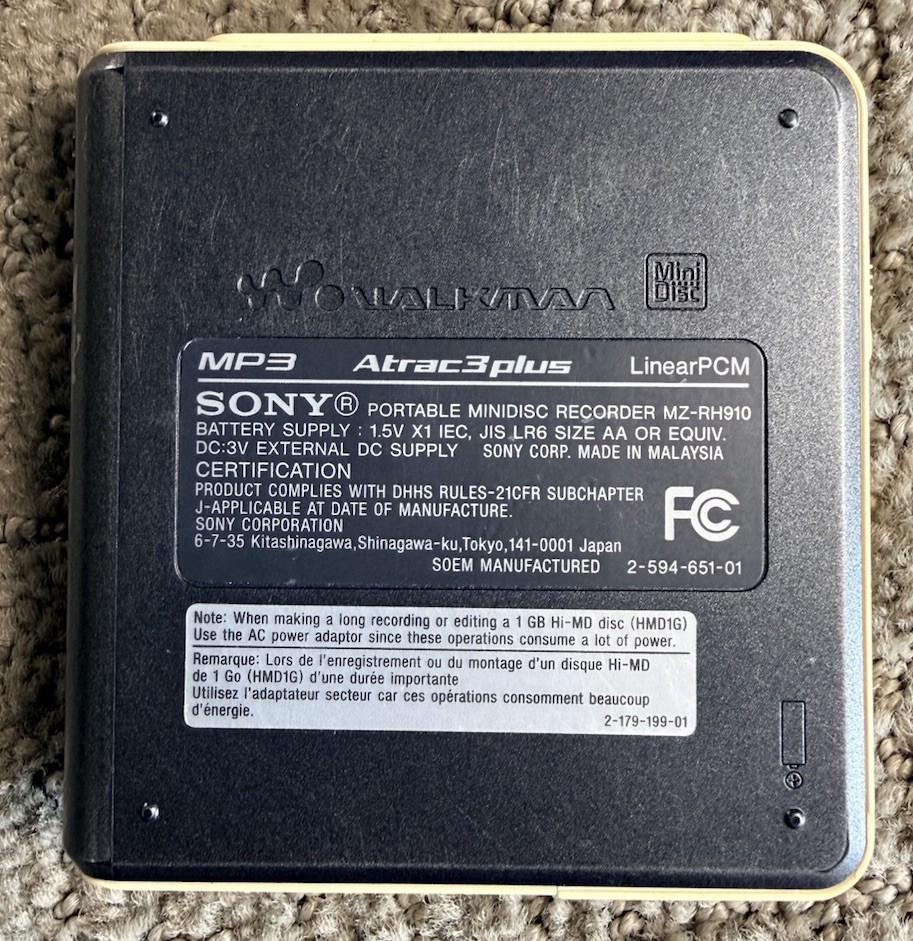 WALKMAN
Mini
Disc
MP3 Atrac3plus LinearPCM
SONY® PORTABLE MINIDISC RECORDER MZ-RH910
BATTERY SUPPLY : 1.5V X1 IEC, JIS LR6 SIZE AA OR EQUIV.
DC:3V EXTERNAL DC SUPPLY SONY CORP. MADE IN MALAYSIA
CERTIFICATION
PRODUCT COMPLIES WITH DHHS RULES-21CFR SUBCHAPTER
J-APPLICABLE AT DATE OF MANUFACTURE.
SONY CORPORATION
6-7-35 Kitashinagawa,Shinagawa-ku,Tokyo,141-0001 Japan
FC
SOEM MANUFACTURED 2-594-651-01
Note: When making a long recording or editing a 1 GB Hi-MD disc (HMD1G)
Use the AC power adaptor since these operations consume a lot of power.
Remarque: Lors de l'enregistrement ou du montage d'un disque Hi-MD
de 1 Go (HMD1G) d'une durée importante
Utilisez l'adaptateur secteur car ces opérations consomment beaucoup
d'énergie.
2-179-199-01